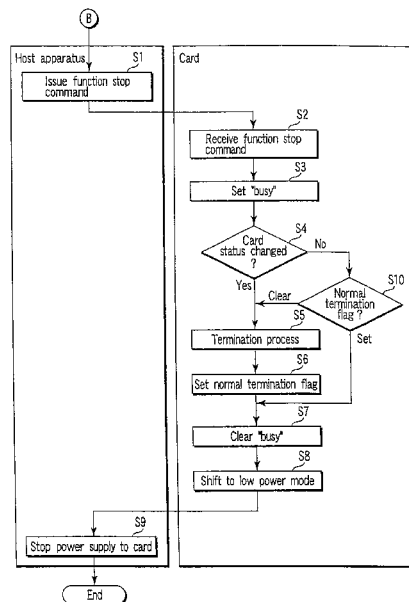 B
Host apparatus
Card
S1
Issue function stop
command
S2
Receive function stop
command
S3
Set "busy"
S4
Card
status changed
?
No
Yes
S10
Normal
termination
flag ?
Clear
Set
S5
Termination process
S6
Set normal termination flag
S7
Clear "busy"
S8
Shift to low power mode
S9
Stop power supply to card
End